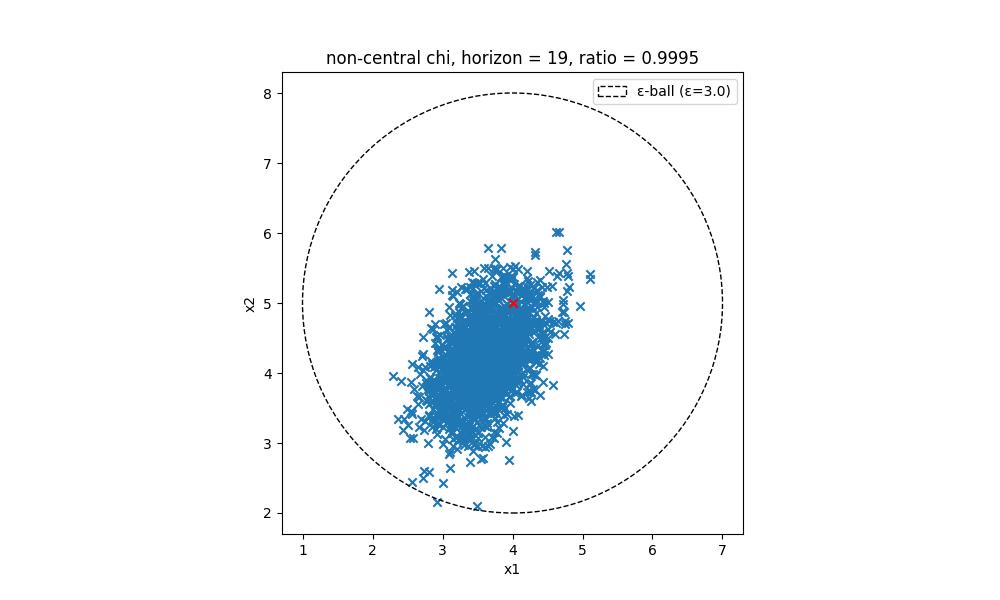 non-central chi, horizon = 19, ratio = 0.9995
ε-ball (ε=3.0)
8
7
6
5
4
3
2
x2
1 2 3 4 5 6 7
x1